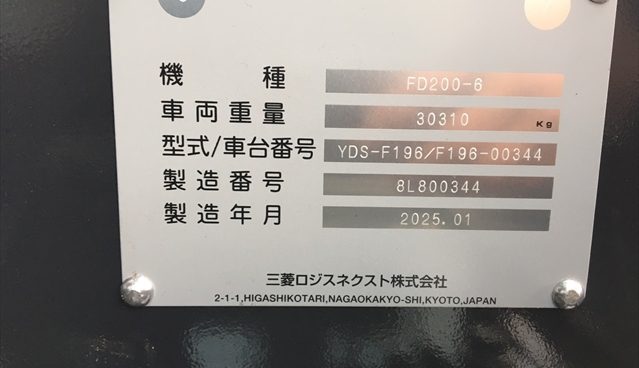 機種 FD200-6
車両重量 30310 Kg
型式/車台番号 YDS-F196/F196-00344
製造番号 8L800344
製造年月 2025.01
三菱ロジスネクスト株式会社
2-1-1,HIGASHIKOTARI,NAGAOKAKYO-SHI,KYOTO,JAPAN